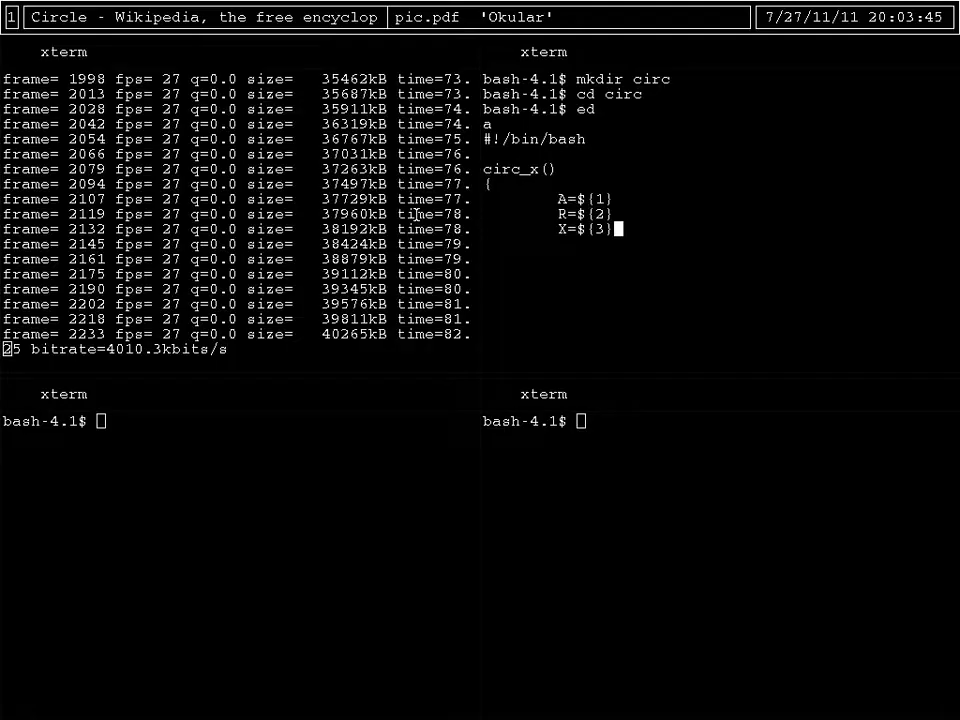 1 Circle - Wikipedia, the free encyclop pic.pdf 'Okular' 7/27/11/11 20:03:45
xterm
frame= 1998 fps= 27 q=0.0 size= 35462kB time=73.
frame= 2013 fps= 27 q=0.0 size= 35687kB time=73.
frame= 2028 fps= 27 q=0.0 size= 35911kB time=74.
frame= 2042 fps= 27 q=0.0 size= 36319kB time=74.
frame= 2054 fps= 27 q=0.0 size= 36767kB time=75.
frame= 2066 fps= 27 q=0.0 size= 37031kB time=76.
frame= 2079 fps= 27 q=0.0 size= 37263kB time=76.
frame= 2094 fps= 27 q=0.0 size= 37497kB time=77.
frame= 2107 fps= 27 q=0.0 size= 37729kB time=77.
frame= 2119 fps= 27 q=0.0 size= 37960kB time=78.
frame= 2132 fps= 27 q=0.0 size= 38192kB time=78.
frame= 2145 fps= 27 q=0.0 size= 38424kB time=79.
frame= 2161 fps= 27 q=0.0 size= 38879kB time=79.
frame= 2175 fps= 27 q=0.0 size= 39112kB time=80.
frame= 2190 fps= 27 q=0.0 size= 39345kB time=80.
frame= 2202 fps= 27 q=0.0 size= 39576kB time=81.
frame= 2218 fps= 27 q=0.0 size= 39811kB time=81.
frame= 2233 fps= 27 q=0.0 size= 40265kB time=82.
25 bitrate=4010.3kbits/s
xterm
bash-4.1$ mkdir circ
bash-4.1$ cd circ
bash-4.1$ ed
a
#!/bin/bash
circ_x()
{
A=${1}
R=${2}
X=${3}
xterm
bash-4.1$
xterm
bash-4.1$